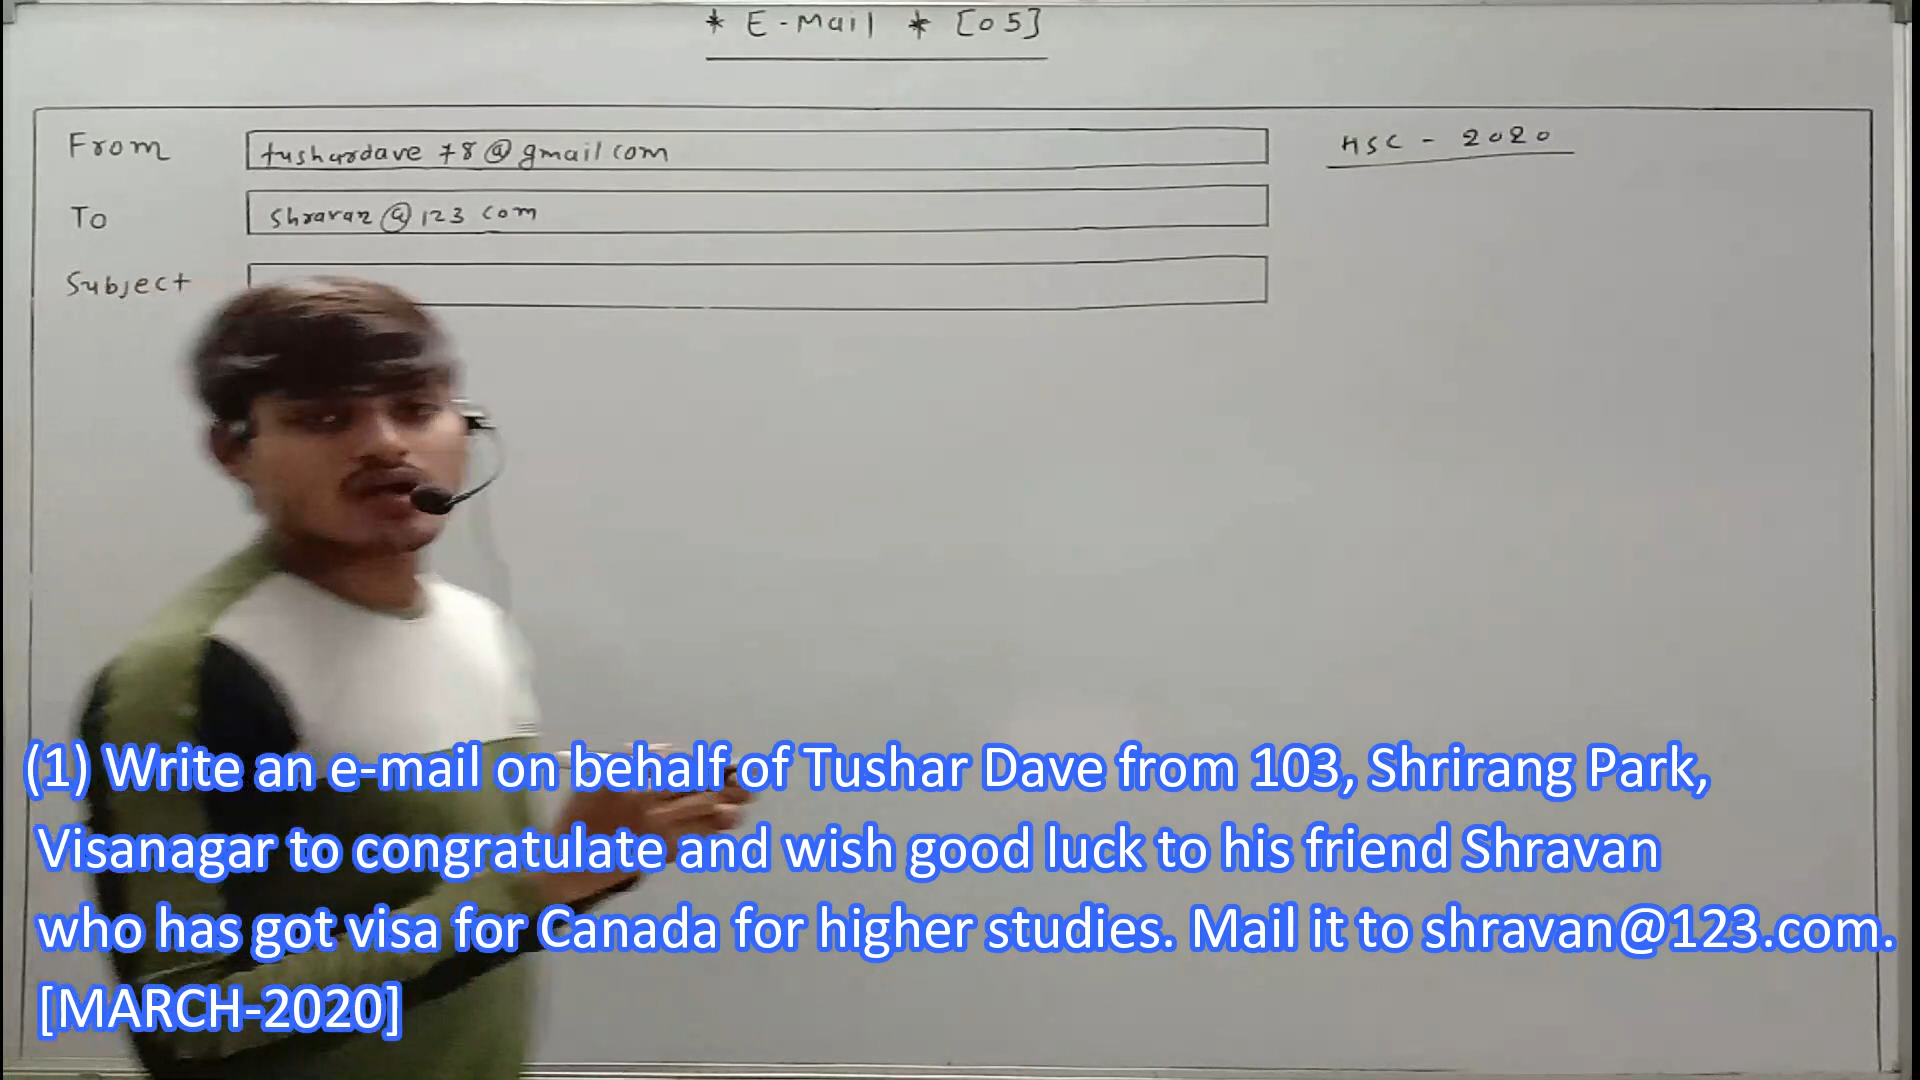 * E-Mail * [05]
From tushardave 78@gmail com
HSC - 2020
To shravan@123 com
Subject
(1) Write an e-mail on behalf of Tushar Dave from 103, Shrirang Park,
Visanagar to congratulate and wish good luck to his friend Shravan
who has got visa for Canada for higher studies. Mail it to shravan@123.com.
[MARCH-2020]